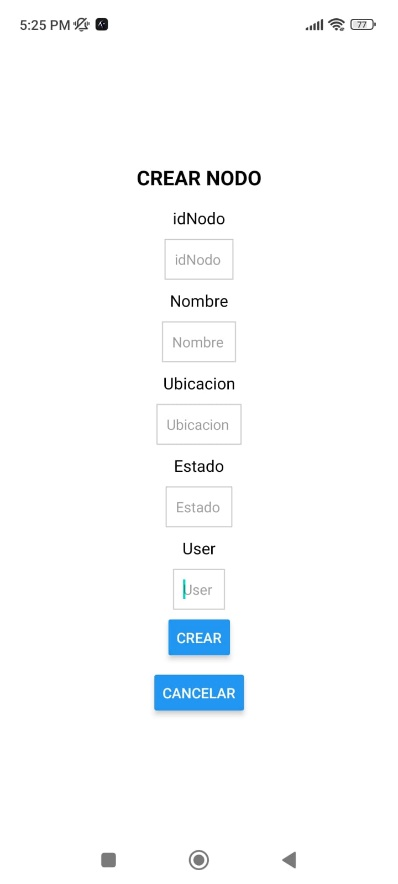 5:25 PM
77
CREAR NODO
idNodo
idNodo
Nombre
Nombre
Ubicacion
Ubicacion
Estado
Estado
User
User
CREAR
CANCELAR